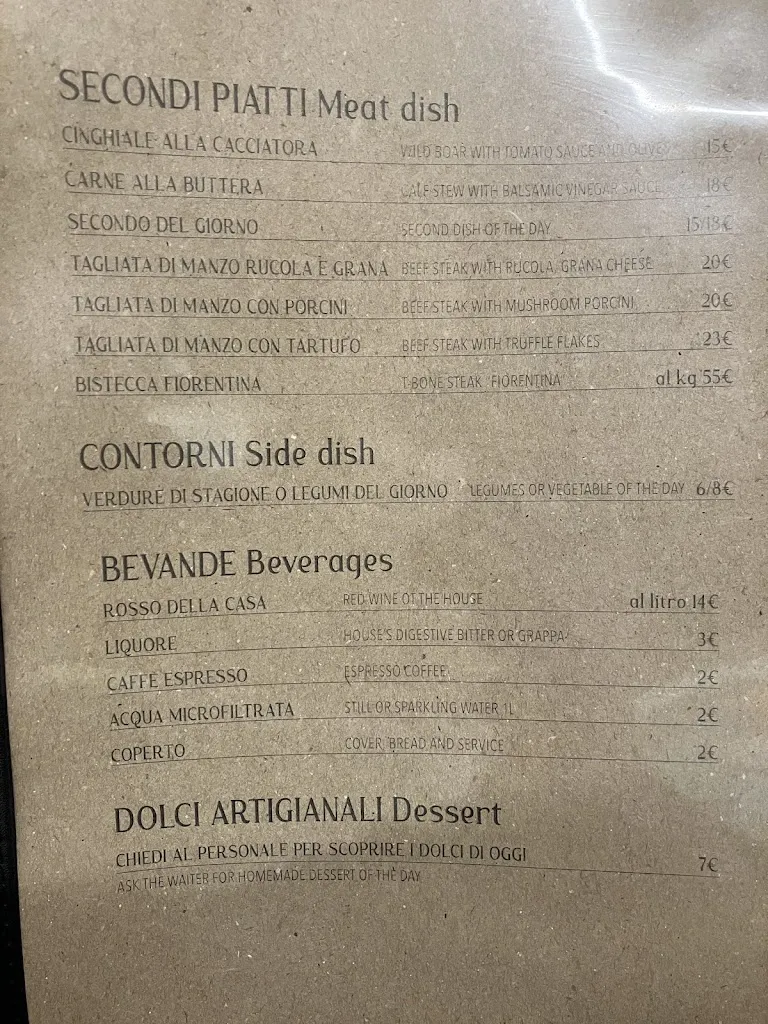 SECONDI PIATTI Meat dish
CINGHIALE ALLA CACCIATORA WILD BOAR WITH TOMATO SAUCE AND OLIVES 15€
CARNE ALLA BUTTERA CALF STEW WITH BALSAMIC VINEGAR SAUCE 18€
SECONDO DEL GIORNO SECOND DISH OF THE DAY 15/18€
TAGLIATA DI MANZO RUCOLA E GRANA BEEF STEAK WITH RUCOLA, GRANA CHEESE 20€
TAGLIATA DI MANZO CON PORCINI BEEF STEAK WITH MUSHROOM PORCINI 20€
TAGLIATA DI MANZO CON TARTUFO BEEF STEAK WITH TRUFFLE FLAKES 23€
BISTECCA FIORENTINA T-BONE STEAK "FIORENTINA" al kg 55€
CONTORNI Side dish
VERDURE DI STAGIONE O LEGUMI DEL GIORNO LEGUMES OR VEGETABLE OF THE DAY 6/8€
BEVANDE Beverages
ROSSO DELLA CASA RED WINE OT THE HOUSE al litro 14€
LIQUORE HOUSE'S DIGESTIVE BITTER OR GRAPPA 3€
CAFFÈ ESPRESSO ESPRESSO COFFEE 2€
ACQUA MICROFILTRATA STILL OR SPARKLING WATER 1L 2€
COPERTO COVER, BREAD AND SERVICE 2€
DOLCI ARTIGIANALI Dessert
CHIEDI AL PERSONALE PER SCOPRIRE I DOLCI DI OGGI 7€
ASK THE WAITER FOR HOMEMADE DESSERT OF THE DAY